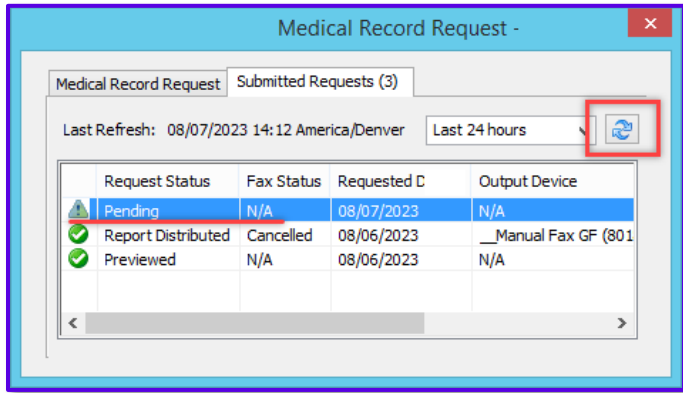 Medical Record Request -
Medical Record Request Submitted Requests (3)
Last Refresh: 08/07/2023 14:12 America/Denver Last 24 hours
Request Status Fax Status Requested D Output Device
Pending N/A 08/07/2023 N/A
Report Distributed Cancelled 08/06/2023 __Manual Fax GF (801
Previewed N/A 08/06/2023 N/A